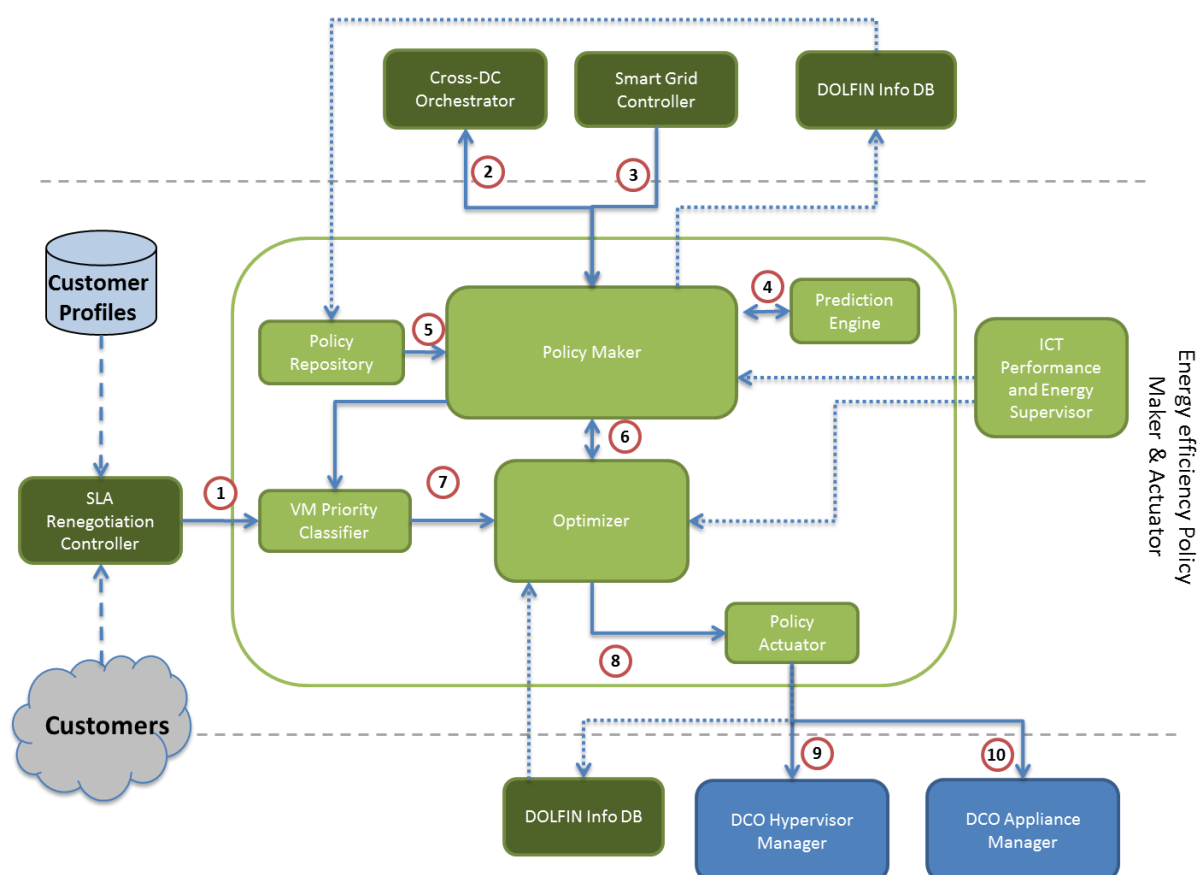 Cross-DC
Orchestrator
Smart Grid
Controller
DOLFIN Info DB
2
3
Customer
Profiles
4
Prediction
Engine
5
Policy
Repository
Policy Maker
ICT
Performance
and Energy
Supervisor
Energy efficiency Policy
Maker & Actuator
6
SLA
Renegotiation
Controller
1
VM Priority
Classifier
7
Optimizer
Policy
Actuator
8
Customers
9
10
DOLFIN Info DB
DCO Hypervisor
Manager
DCO Appliance
Manager